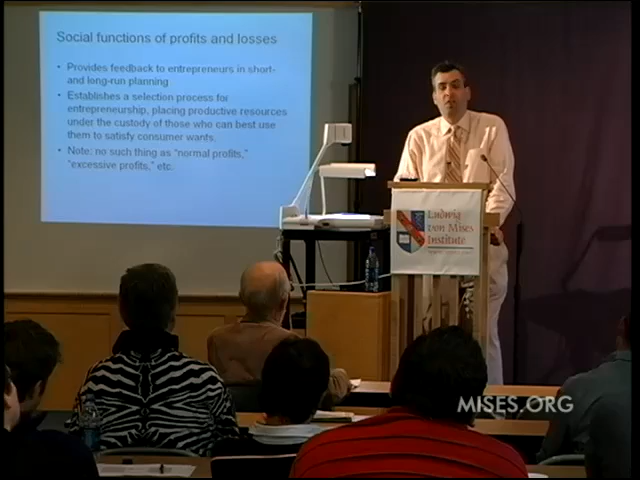 Social functions of profits and losses
• Provides feedback to entrepreneurs in short-
and long-run planning
• Establishes a selection process for
entrepreneurship, placing productive resources
under the custody of those who can best use
them to satisfy consumer wants.
• Note: no such thing as “normal profits,”
“excessive profits,” etc.
Ludwig
von Mises
Institute
MISES.ORG